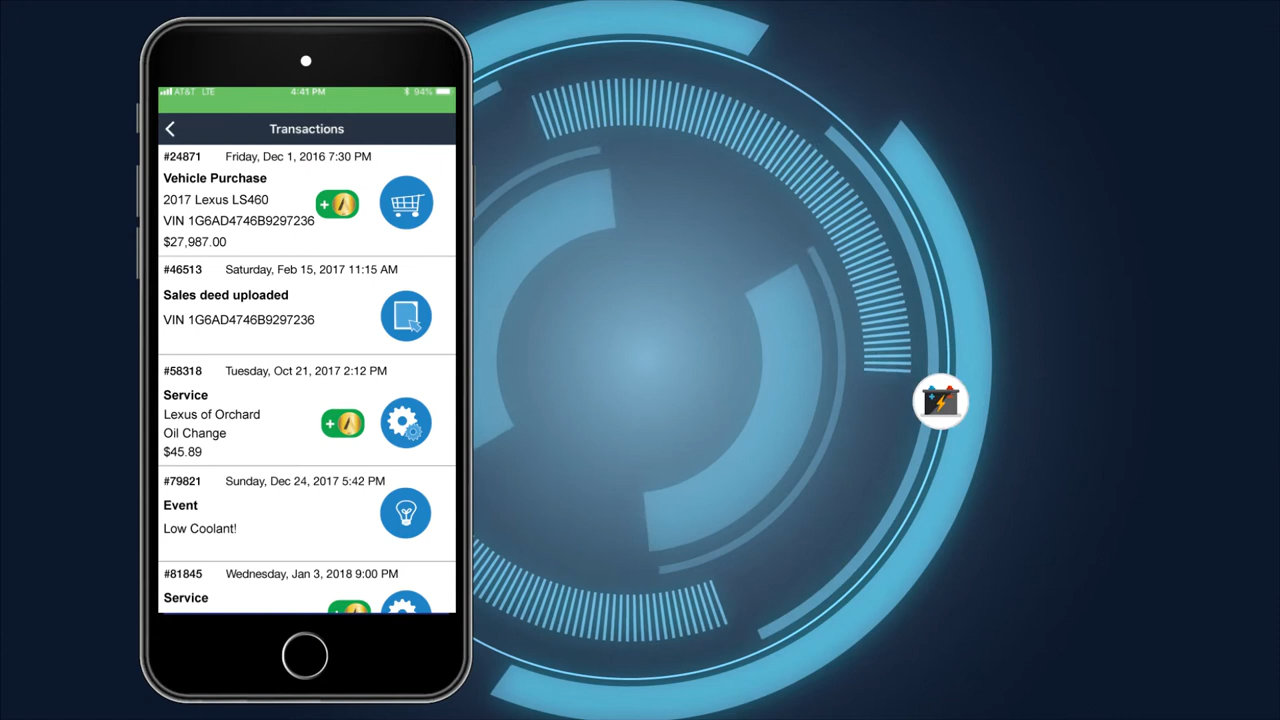 AT&T LTE 4:41 PM 94%
Transactions
#24871 Friday, Dec 1, 2016 7:30 PM
Vehicle Purchase
2017 Lexus LS460
VIN 1G6AD4746B9297236
$27,987.00
#46513 Saturday, Feb 15, 2017 11:15 AM
Sales deed uploaded
VIN 1G6AD4746B9297236
#58318 Tuesday, Oct 21, 2017 2:12 PM
Service
Lexus of Orchard
Oil Change
$45.89
#79821 Sunday, Dec 24, 2017 5:42 PM
Event
Low Coolant!
#81845 Wednesday, Jan 3, 2018 9:00 PM
Service